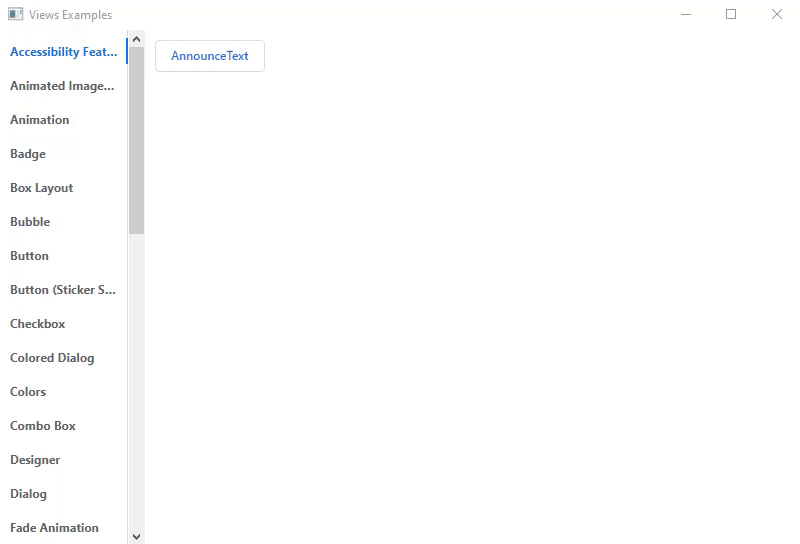 Views Examples
Accessibility Feat...
AnnounceText
Animated Image...
Animation
Badge
Box Layout
Bubble
Button
Button (Sticker S...
Checkbox
Colored Dialog
Colors
Combo Box
Designer
Dialog
Fade Animation